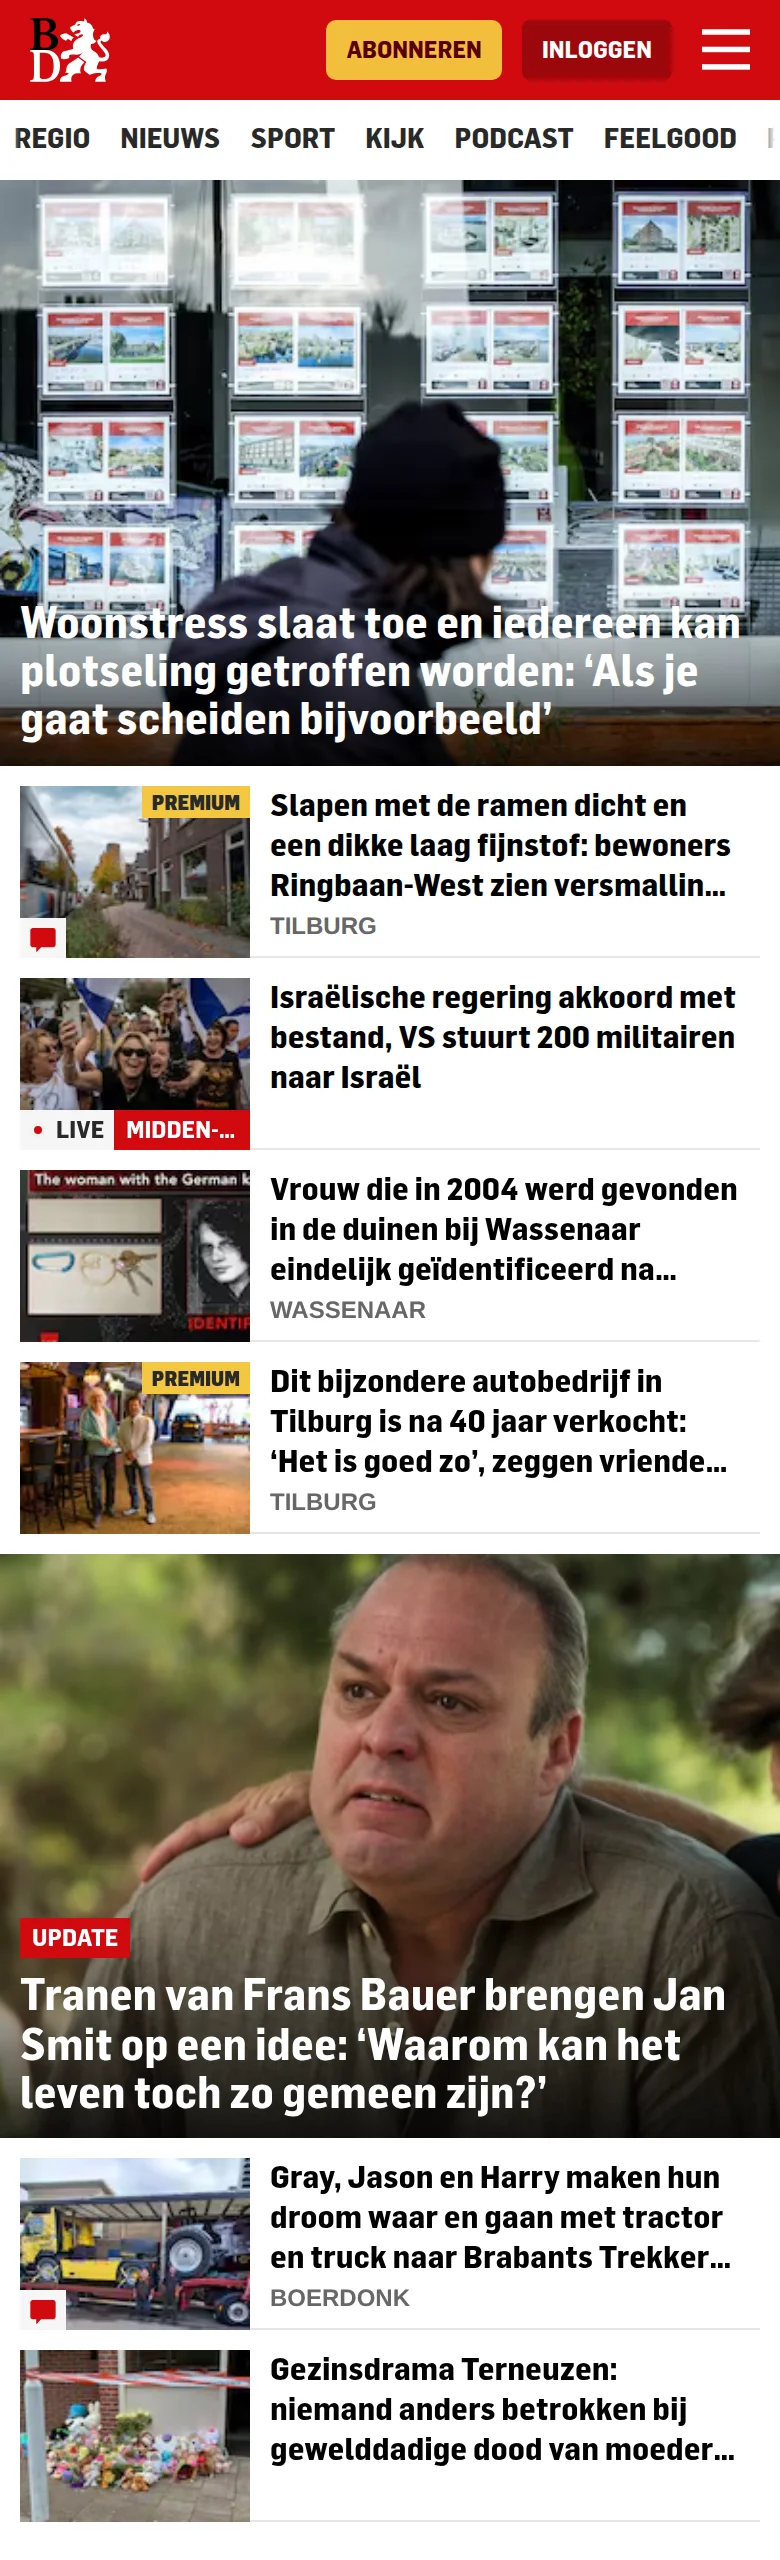 B
D
ABONNEREN
INLOGGEN
REGIO NIEUWS SPORT KIJK PODCAST FEELGOOD
Woonstress slaat toe en iedereen kan
plotseling getroffen worden: ‘Als je
gaat scheiden bijvoorbeeld’
PREMIUM
Slapen met de ramen dicht en
een dikke laag fijnstof: bewoners
Ringbaan-West zien versmallin...
TILBURG
Israëlische regering akkoord met
bestand, VS stuurt 200 militairen
naar Israël
LIVE MIDDEN-...
The woman with the German k
IDENTIF
Vrouw die in 2004 werd gevonden
in de duinen bij Wassenaar
eindelijk geïdentificeerd na...
WASSENAAR
PREMIUM
Dit bijzondere autobedrijf in
Tilburg is na 40 jaar verkocht:
‘Het is goed zo’, zeggen vriende...
TILBURG
UPDATE
Tranen van Frans Bauer brengen Jan
Smit op een idee: ‘Waarom kan het
leven toch zo gemeen zijn?’
Gray, Jason en Harry maken hun
droom waar en gaan met tractor
en truck naar Brabants Trekker...
BOERDONK
Gezinsdrama Terneuzen:
niemand anders betrokken bij
gewelddadige dood van moeder...